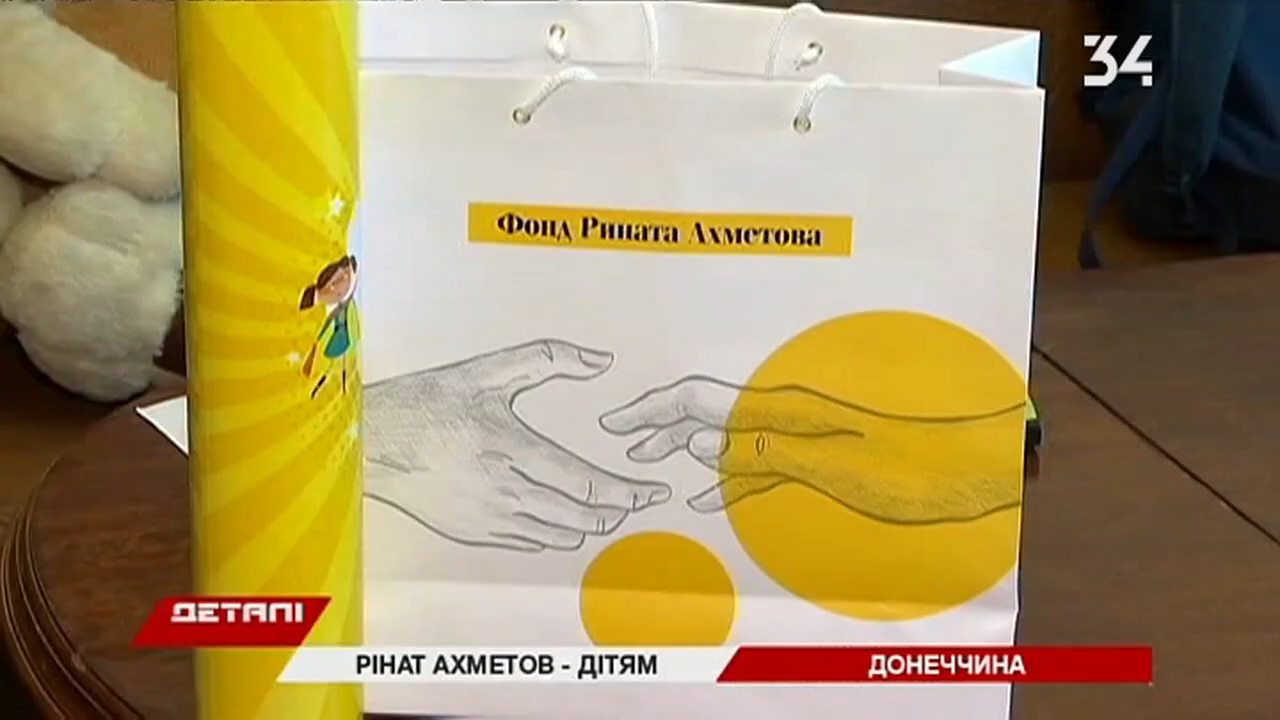 34
Фонд Рината Ахметова
ДЕТАЛІ
РІНАТ АХМЕТОВ - ДІТЯМ
ДОНЕЧЧИНА